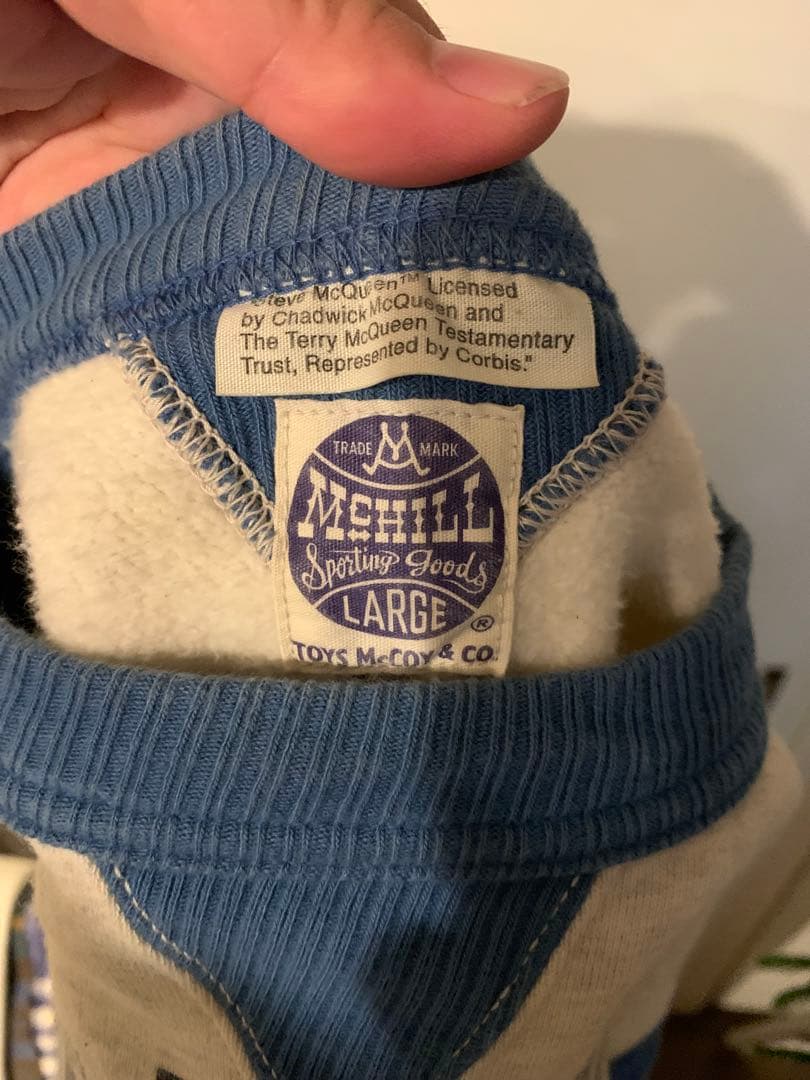 "Steve McQueen™ Licensed
by Chadwick McQueen and
The Terry McQueen Testamentary
Trust, Represented by Corbis."
TRADE M MARK
McHILL
Sporting Goods
LARGE ®
TOYS McCOY & CO.